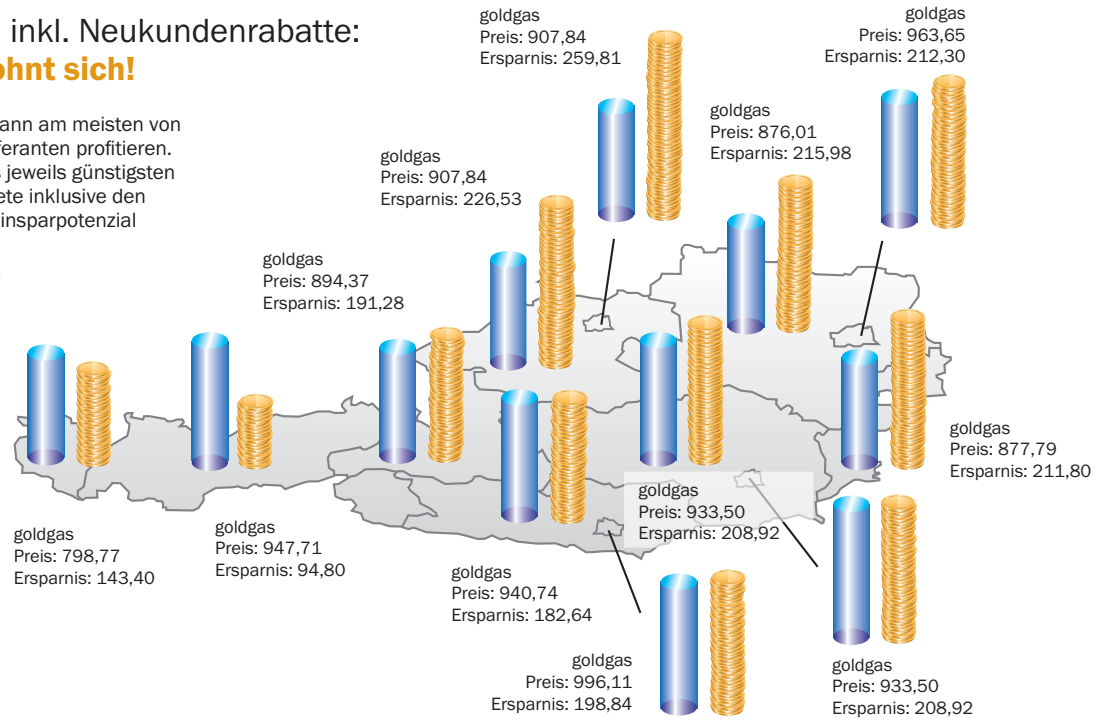 inkl. Neukundenrabatte:
sich!
am meisten von
profitieren.
jeweils günstigsten
inklusive den
goldgas
Preis: 907,84
Ersparnis: 259,81
goldgas
Preis: 963,65
Ersparnis: 212,30
goldgas
Preis: 876,01
Ersparnis: 215,98
goldgas
Preis: 907,84
Ersparnis: 226,53
goldgas
Preis: 894,37
Ersparnis: 191,28
goldgas
Preis: 877,79
Ersparnis: 211,80
goldgas
Preis: 933,50
Ersparnis: 208,92
goldgas
Preis: 798,77
Ersparnis: 143,40
goldgas
Preis: 947,71
Ersparnis: 94,80
goldgas
Preis: 940,74
Ersparnis: 182,64
goldgas
Preis: 996,11
Ersparnis: 198,84
goldgas
Preis: 933,50
Ersparnis: 208,92